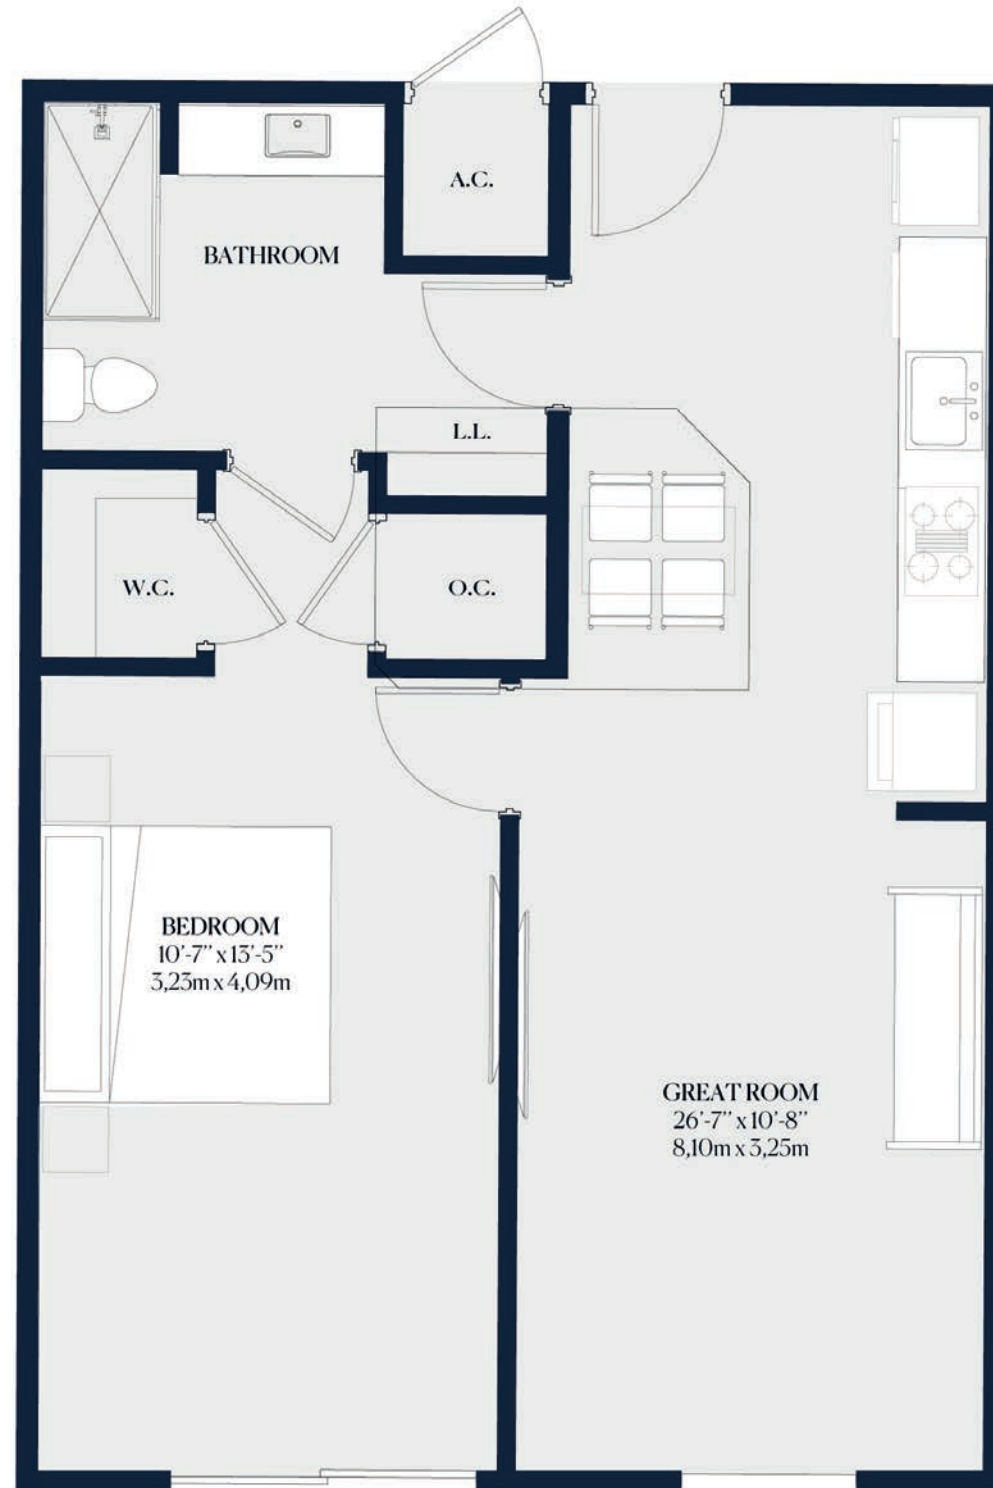 A.C.
BATHROOM
L.L.
W.C.
O.C.
BEDROOM
10'-7" x 13'-5"
3,23m x 4,09m
GREAT ROOM
26'-7" x 10'-8"
8,10m x 3,25m